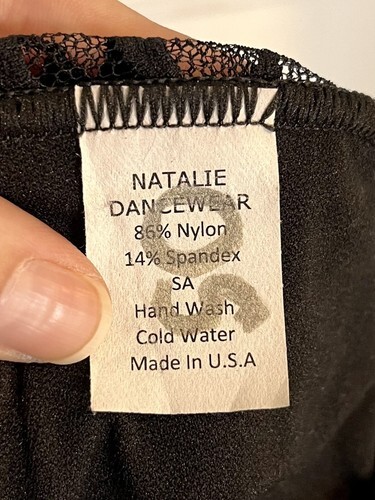 NATALIE
DANCEWEAR
86% Nylon
14% Spandex
SA
Hand Wash
Cold Water
Made In U.S.A